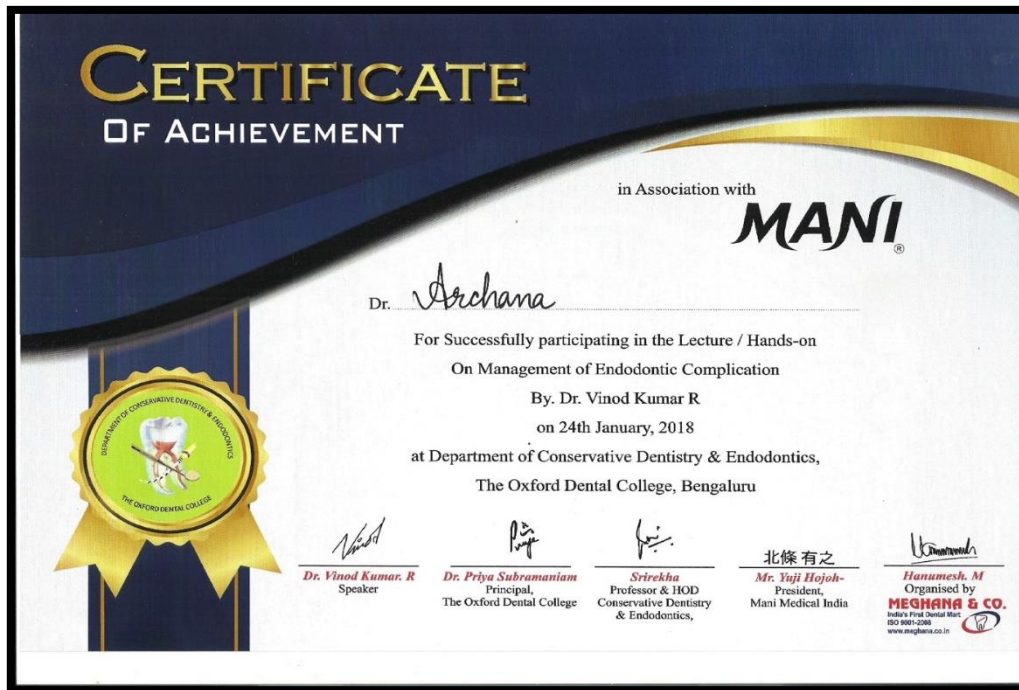 CERTIFICATE
OF ACHIEVEMENT
in Association with
MANI®
Dr. Archana
For Successfully participating in the Lecture / Hands-on
On Management of Endodontic Complication
By. Dr. Vinod Kumar R
on 24th January, 2018
at Department of Conservative Dentistry & Endodontics,
The Oxford Dental College, Bengaluru
DEPARTMENT OF CONSERVATIVE DENTISTRY & ENDODONTICS
THE OXFORD DENTAL COLLEGE
Vinod
Dr. Vinod Kumar. R
Speaker
Priya
Dr. Priya Subramaniam
Principal,
The Oxford Dental College
Srirekha
Professor & HOD
Conservative Dentistry
& Endodontics,
北條 有之
Mr. Yuji Hojoh-
President,
Mani Medical India
Hanumesh. M
Organised by
MEGHANA & CO.
India's First Dental Mart
ISO 9001-2008
www.meghana.co.in